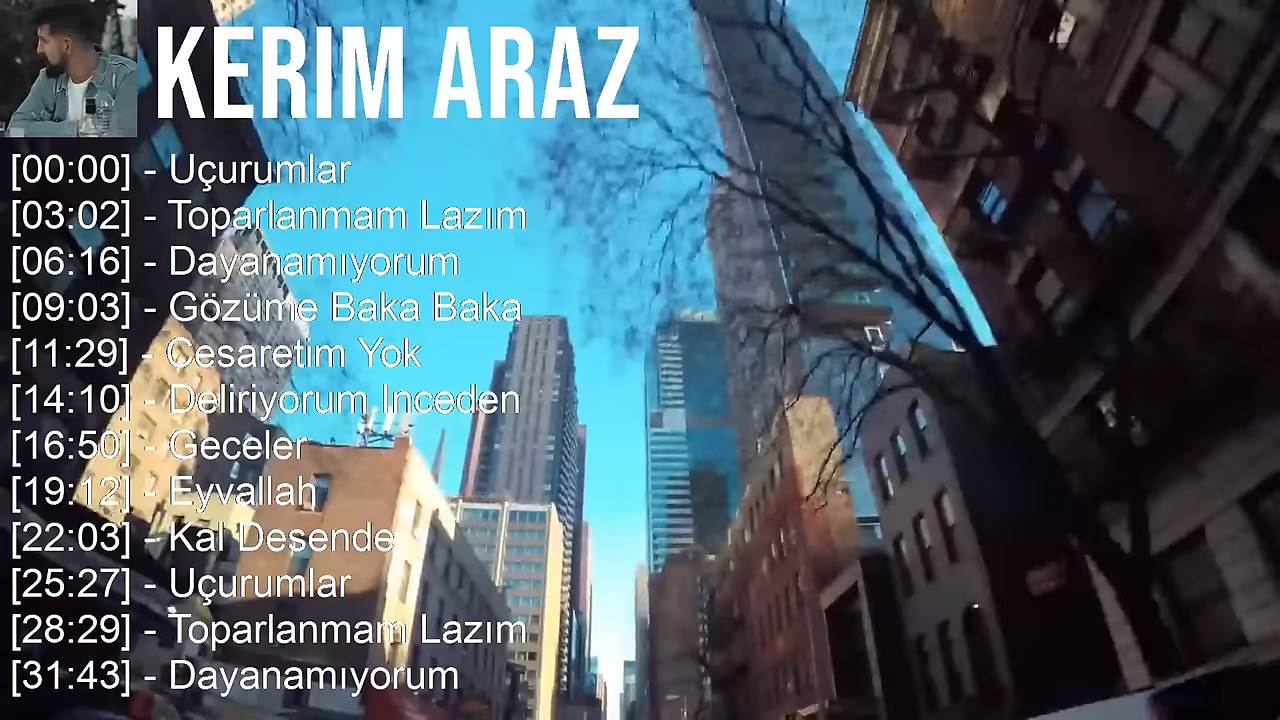 KERIM ARAZ
[00:00] - Uçurumlar
[03:02] - Toparlanmam Lazım
[06:16] - Dayanamıyorum
[09:03] - Gözüme Baka Baka
[11:29] - Cesaretim Yok
[14:10] - Deliriyorum Inceden
[16:50] - Geceler
[19:12] - Eyvallah
[22:03] - Kal Desende
[25:27] - Uçurumlar
[28:29] - Toparlanmam Lazım
[31:43] - Dayanamıyorum